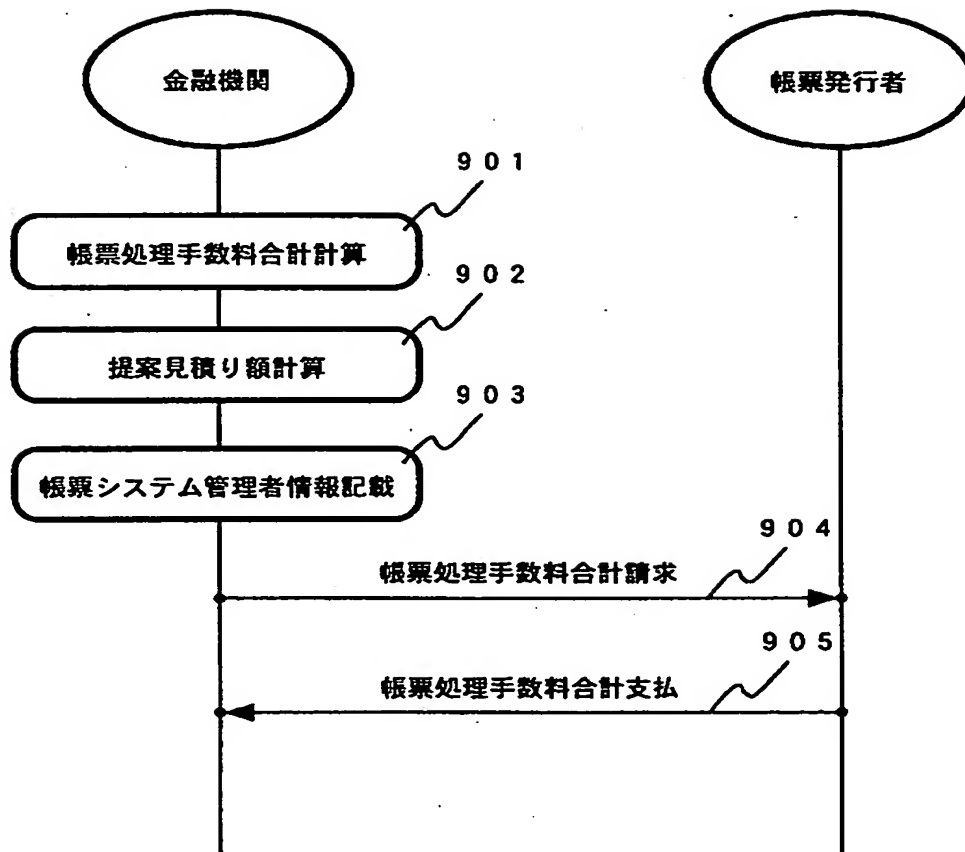 金融機関
帳票発行者
901
帳票処理手数料合計計算
902
提案見積り額計算
903
帳票システム管理者情報記載
904
帳票処理手数料合計請求
905
帳票処理手数料合計支払